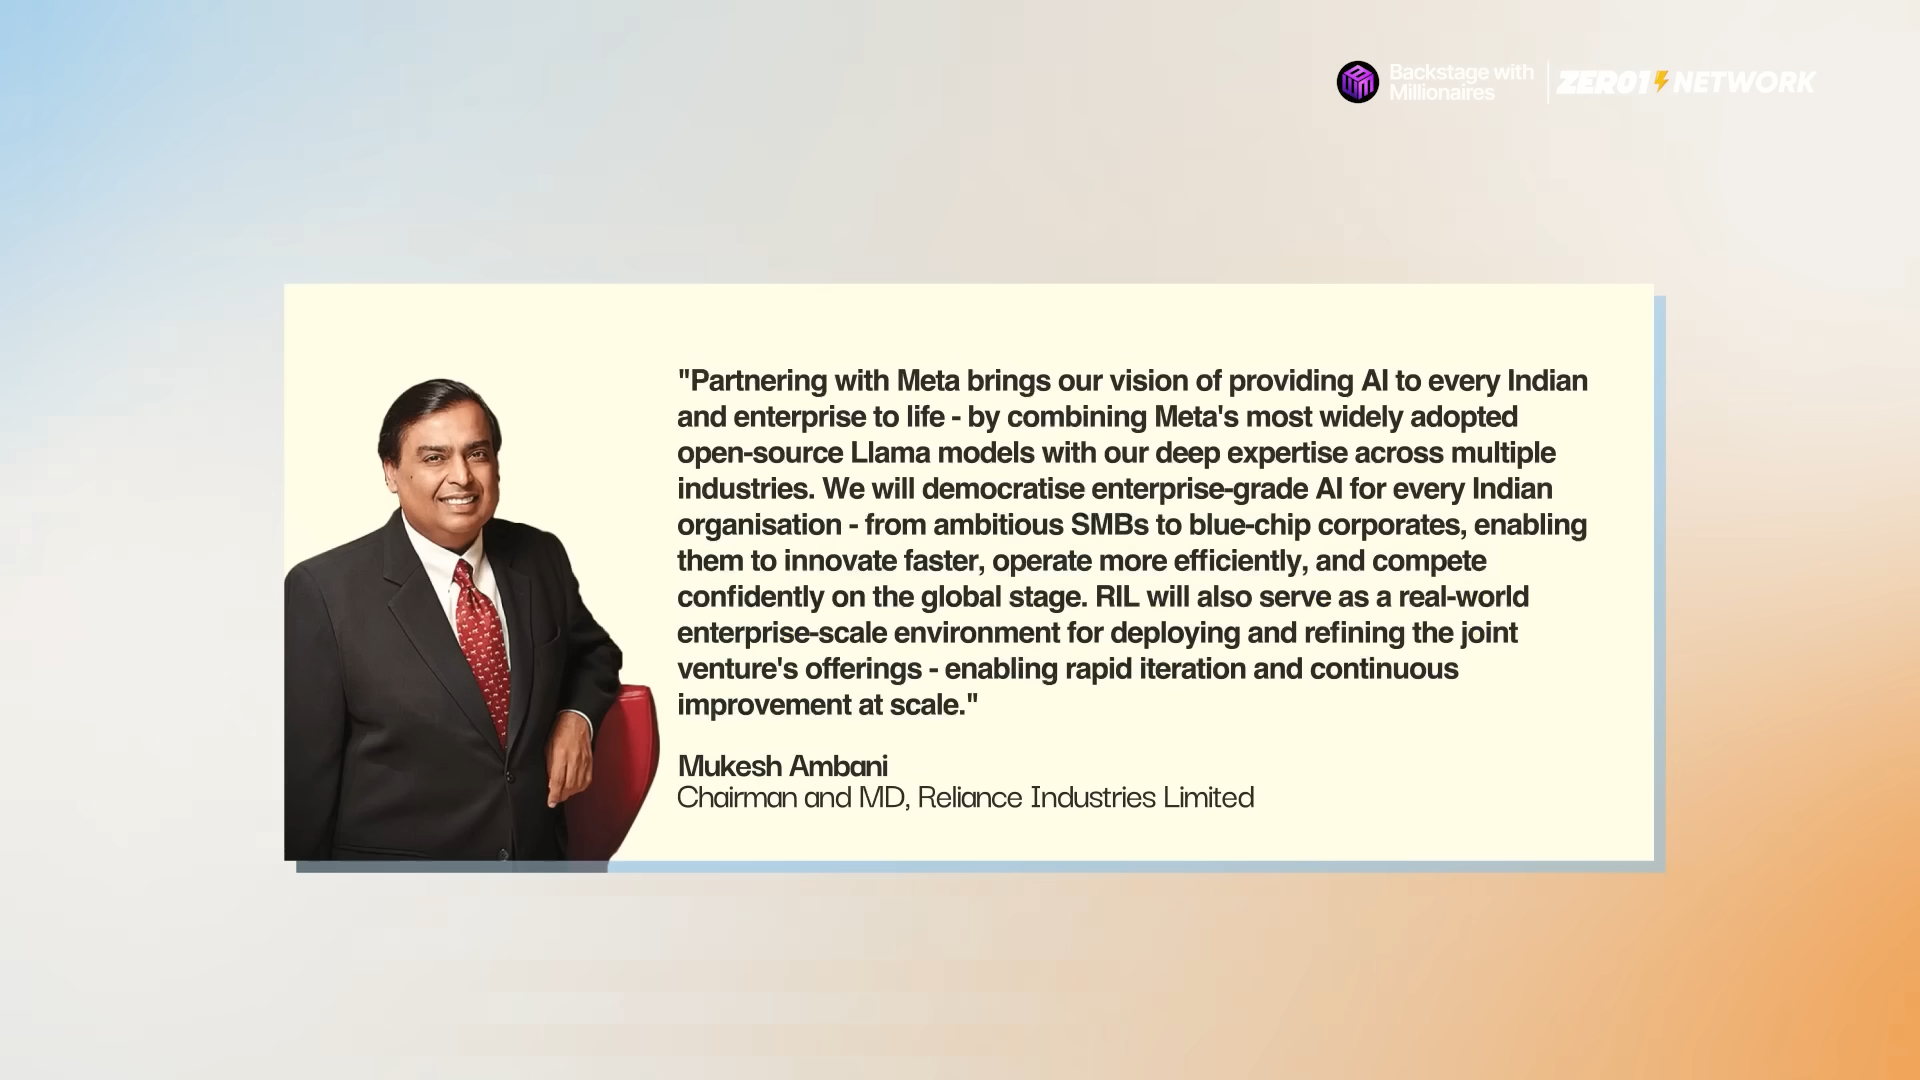 Backstage with
Millionaires
ZERO1 NETWORK
"Partnering with Meta brings our vision of providing AI to every Indian
and enterprise to life - by combining Meta's most widely adopted
open-source Llama models with our deep expertise across multiple
industries. We will democratise enterprise-grade AI for every Indian
organisation - from ambitious SMBs to blue-chip corporates, enabling
them to innovate faster, operate more efficiently, and compete
confidently on the global stage. RIL will also serve as a real-world
enterprise-scale environment for deploying and refining the joint
venture's offerings - enabling rapid iteration and continuous
improvement at scale."
Mukesh Ambani
Chairman and MD, Reliance Industries Limited